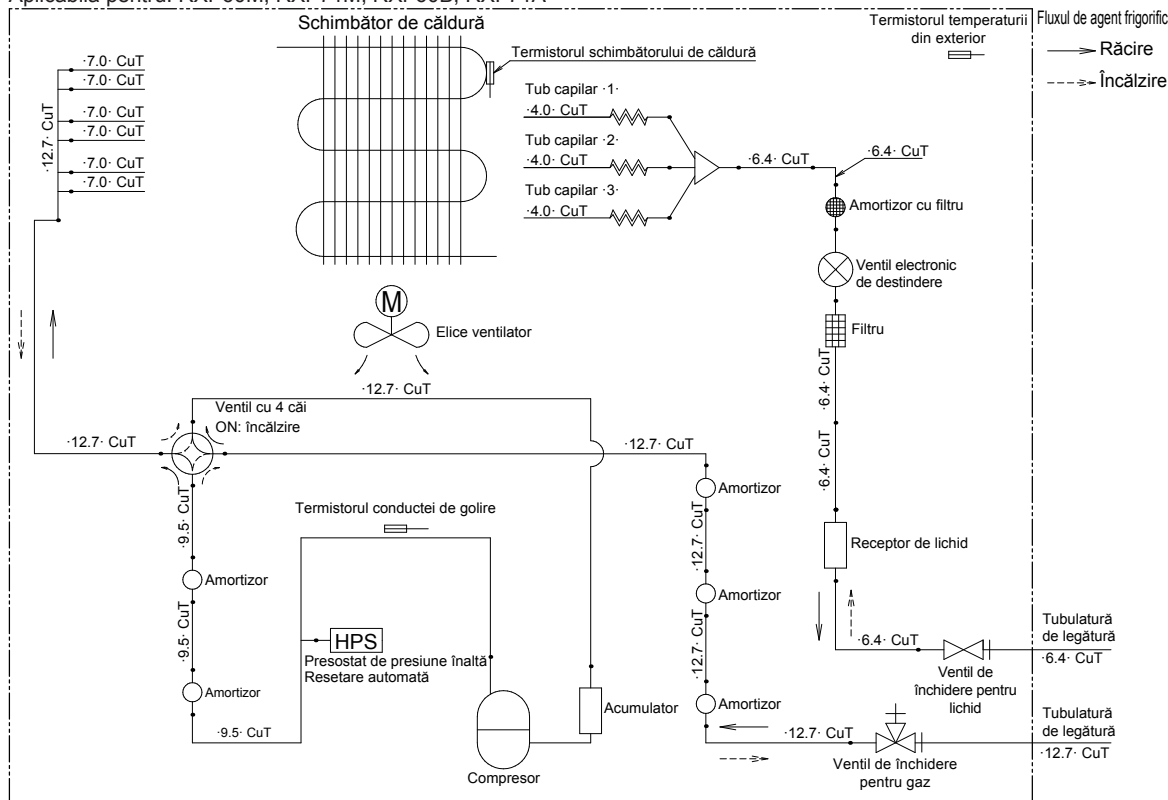 Aplicabilă pentru:
Schimbător de căldură
Termistorul temperaturii
din exterior
Fluxul de agent frigorific
Răcire
Încălzire
Termistorul schimbătorului de căldură
·7.0· CuT
·7.0· CuT
·7.0· CuT
·7.0· CuT
·7.0· CuT
·7.0· CuT
·12.7· CuT
Tub capilar ·1·
·4.0· CuT
Tub capilar ·2·
·4.0· CuT
Tub capilar ·3·
·4.0· CuT
·6.4· CuT
·6.4· CuT
Amortizor cu filtru
Ventil electronic
de destindere
Filtru
·6.4· CuT
·6.4· CuT
M
Elice ventilator
·12.7· CuT
Ventil cu 4 căi
ON: încălzire
·12.7· CuT
·12.7· CuT
·9.5· CuT
Termistorul conductei de golire
Amortizor
·12.7· CuT
Receptor de lichid
Amortizor
·9.5· CuT
Amortizor
·12.7· CuT
HPS
Presostat de presiune înaltă
Resetare automată
Amortizor
·9.5· CuT
Compresor
Acumulator
Amortizor
·6.4· CuT
Ventil de
închidere pentru
lichid
Tubulatură
de legătură
·6.4· CuT
·12.7· CuT
Ventil de închidere
pentru gaz
Tubulatură
de legătură
·12.7· CuT